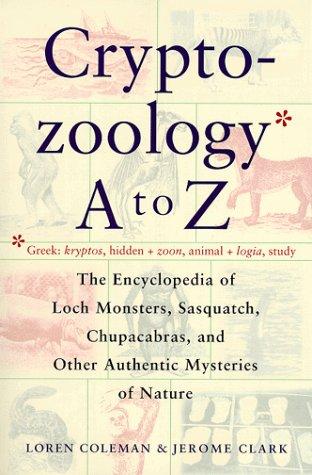 Crypto-
zoology*
A to Z
*Greek: kryptos, hidden + zoon, animal + logia, study
The Encyclopedia of
Loch Monsters, Sasquatch,
Chupacabras, and
Other Authentic Mysteries
of Nature
LOREN COLEMAN & JEROME CLARK